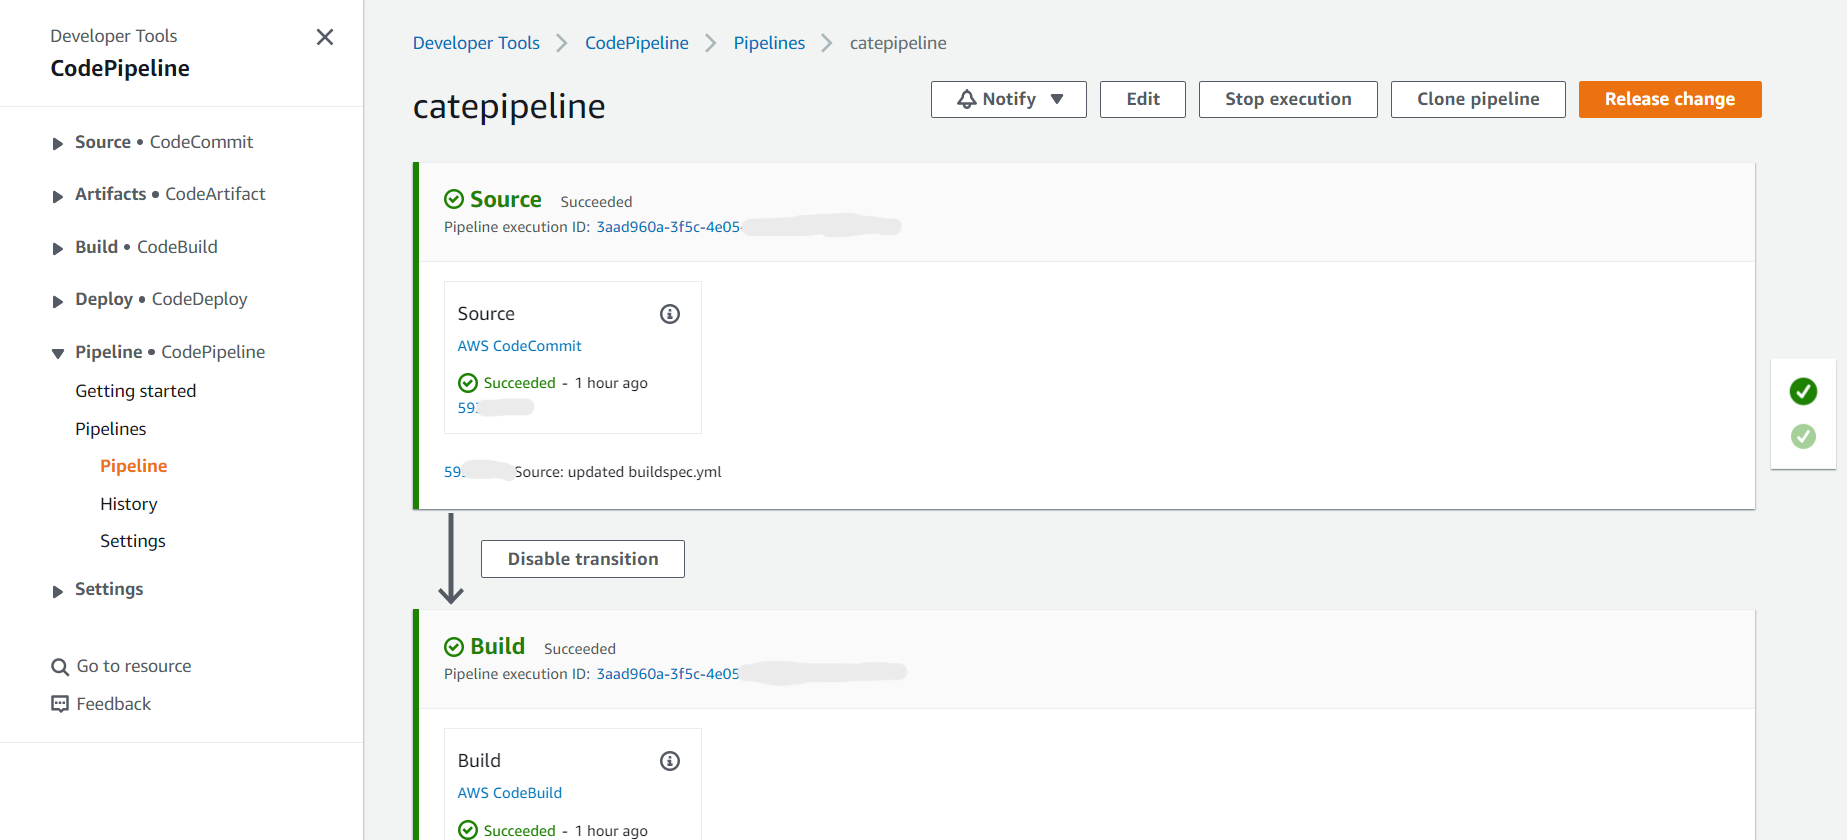 Developer Tools
CodePipeline
Source • CodeCommit
Artifacts • CodeArtifact
Build • CodeBuild
Deploy • CodeDeploy
Pipeline • CodePipeline
Getting started
Pipelines
Pipeline
History
Settings
Settings
Go to resource
Feedback
Developer Tools CodePipeline Pipelines catepipeline
catepipeline
Notify Edit Stop execution Clone pipeline Release change
Source Succeeded
Pipeline execution ID: 3aad960a-3f5c-4e05-
Source
AWS CodeCommit
Succeeded - 1 hour ago
59
59 Source: updated buildspec.yml
Disable transition
Build Succeeded
Pipeline execution ID: 3aad960a-3f5c-4e05
Build
AWS CodeBuild
Succeeded - 1 hour ago